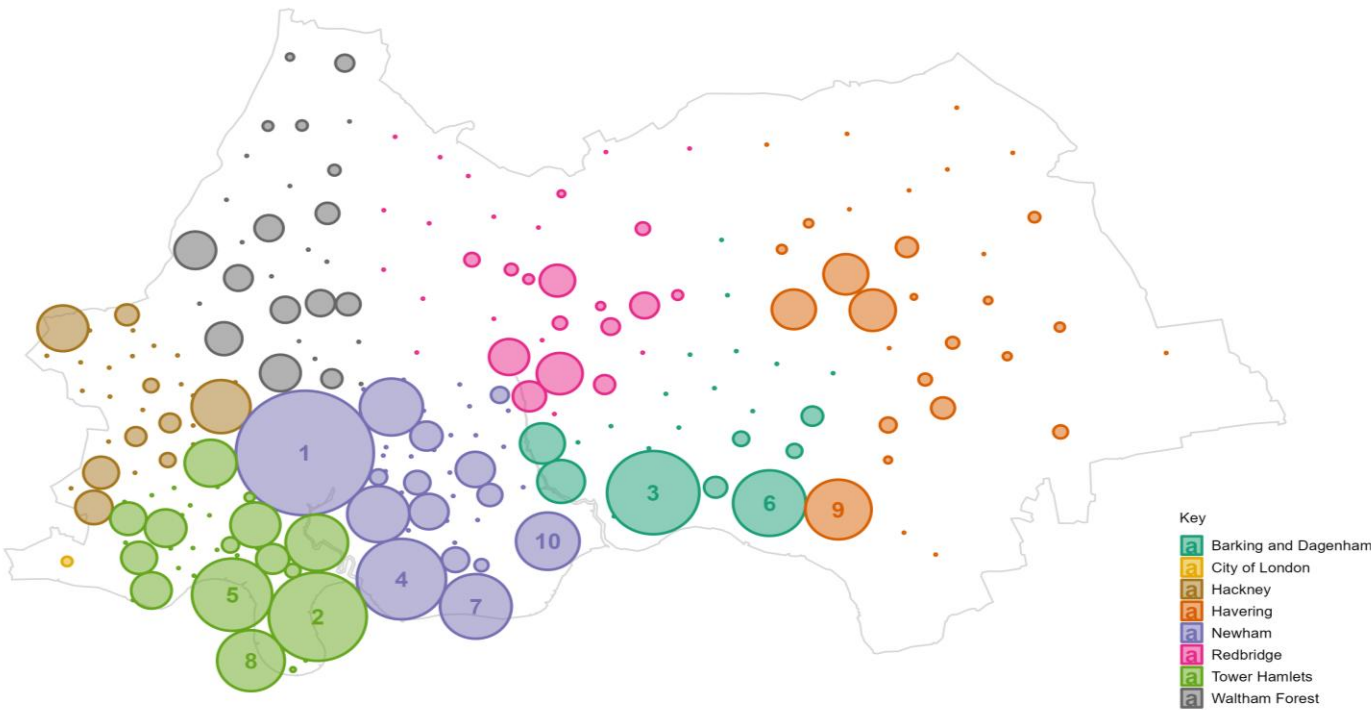 1
3
6
9
10
4
5
7
2
8
Key
a Barking and Dagenham
a City of London
a Hackney
a Havering
a Newham
a Redbridge
a Tower Hamlets
a Waltham Forest